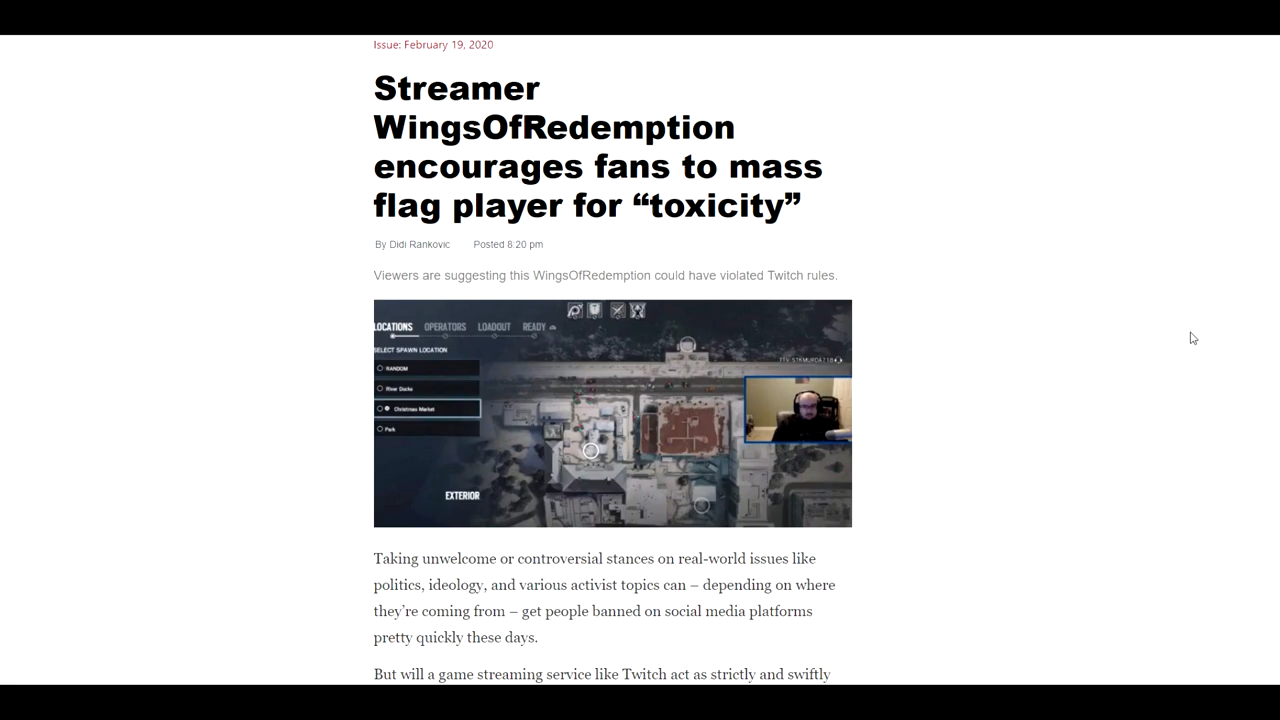 Issue: February 19, 2020
Streamer
WingsOfRedemption
encourages fans to mass
flag player for “toxicity”
By Didi Rankovic Posted 8.20 pm
Viewers are suggesting this WingsOfRedemption could have violated Twitch rules.
LOCATIONS OPERATORS LOADOUT READY
SELECT SPAWN LOCATION
RANDOM
River Docks
Christmas Market
Park
EXTERIOR
Taking unwelcome or controversial stances on real-world issues like
politics, ideology, and various activist topics can – depending on where
they’re coming from – get people banned on social media platforms
pretty quickly these days.
But will a game streaming service like Twitch act as strictly and swiftly